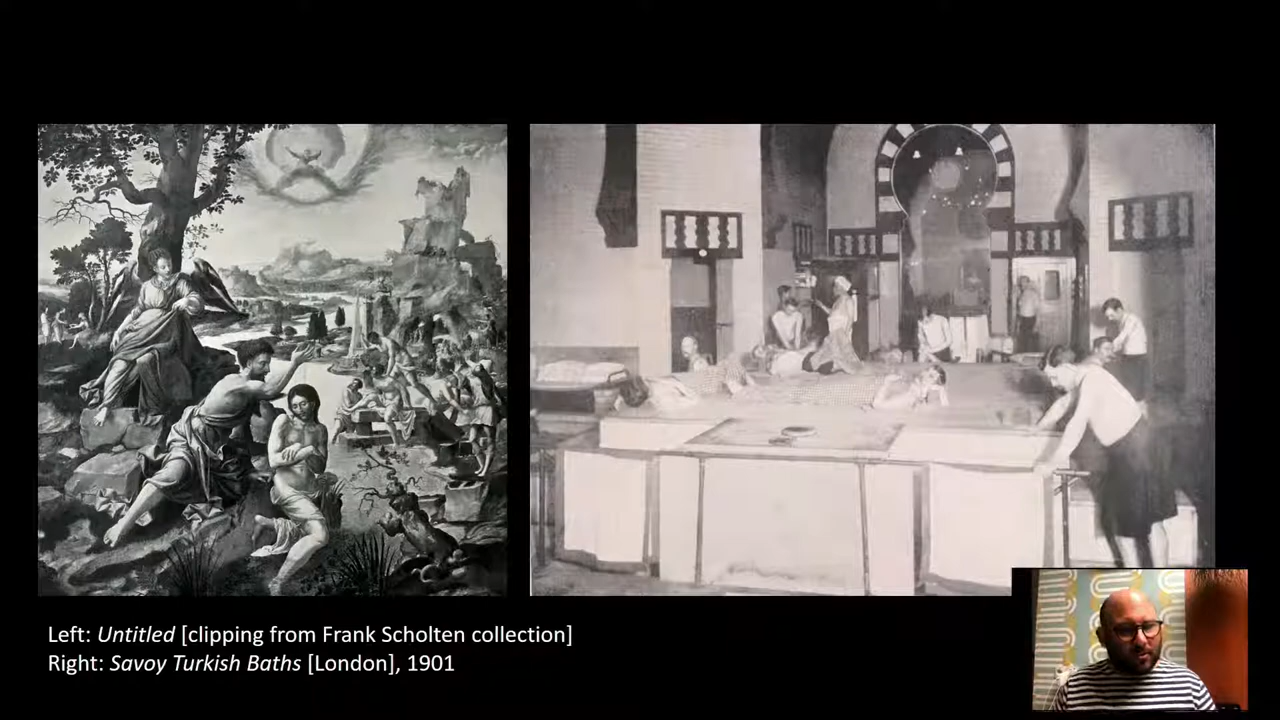 Left: Untitled [clipping from Frank Scholten collection]
Right: Savoy Turkish Baths [London], 1901